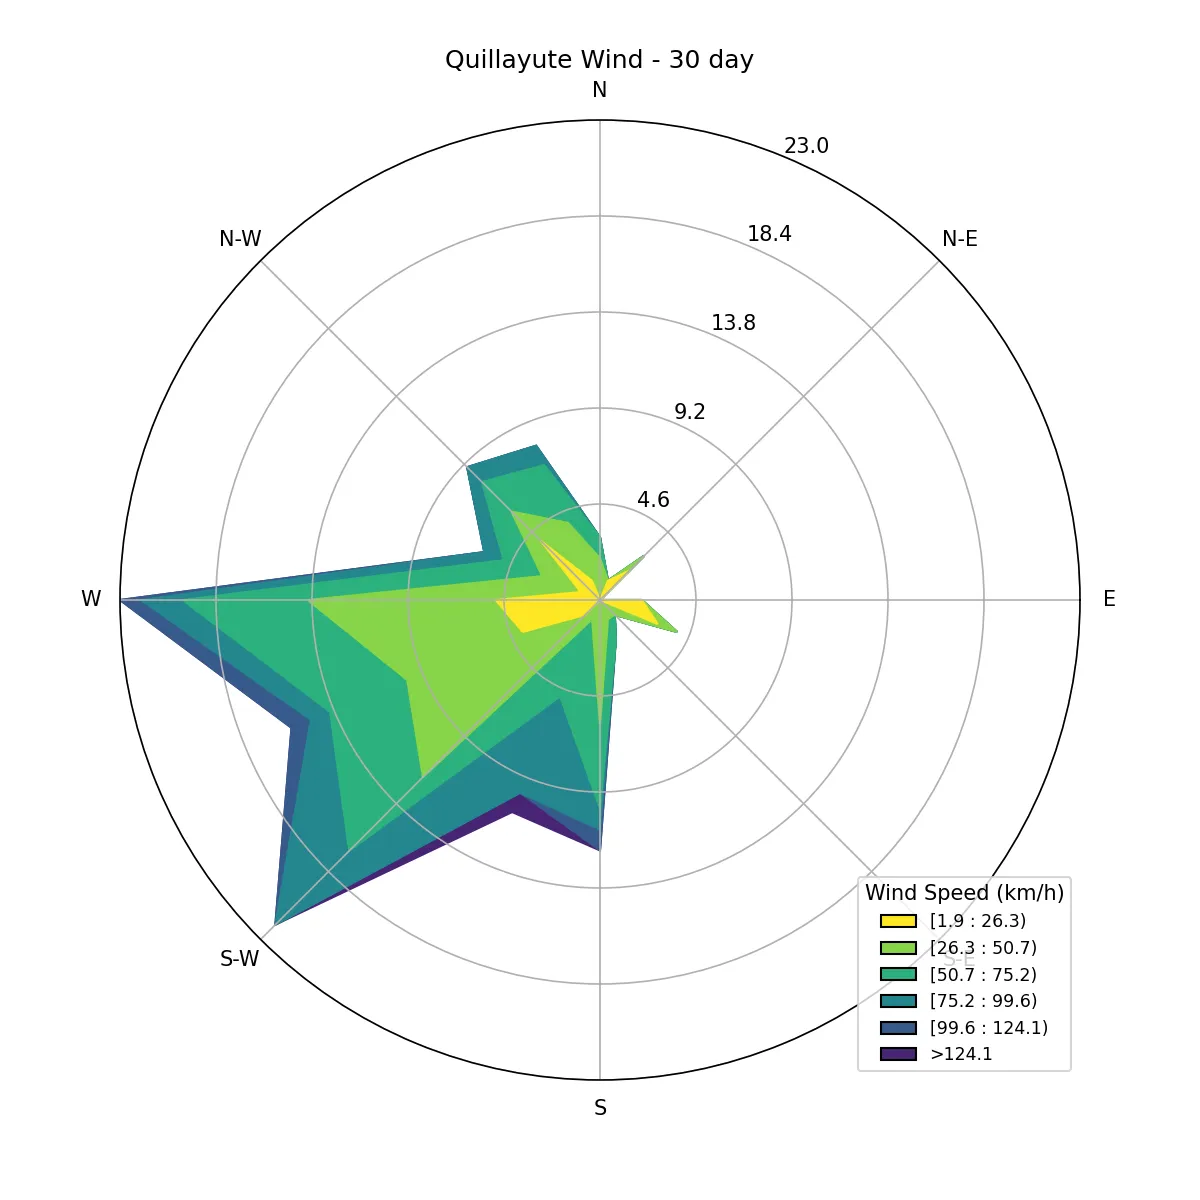 Quillayute Wind - 30 day
N
23.0
N-W
N-E
18.4
13.8
9.2
4.6
W
E
S-W
S-E
S
Wind Speed (km/h)
[1.9 : 26.3)
[26.3 : 50.7)
[50.7 : 75.2)
[75.2 : 99.6)
[99.6 : 124.1)
>124.1